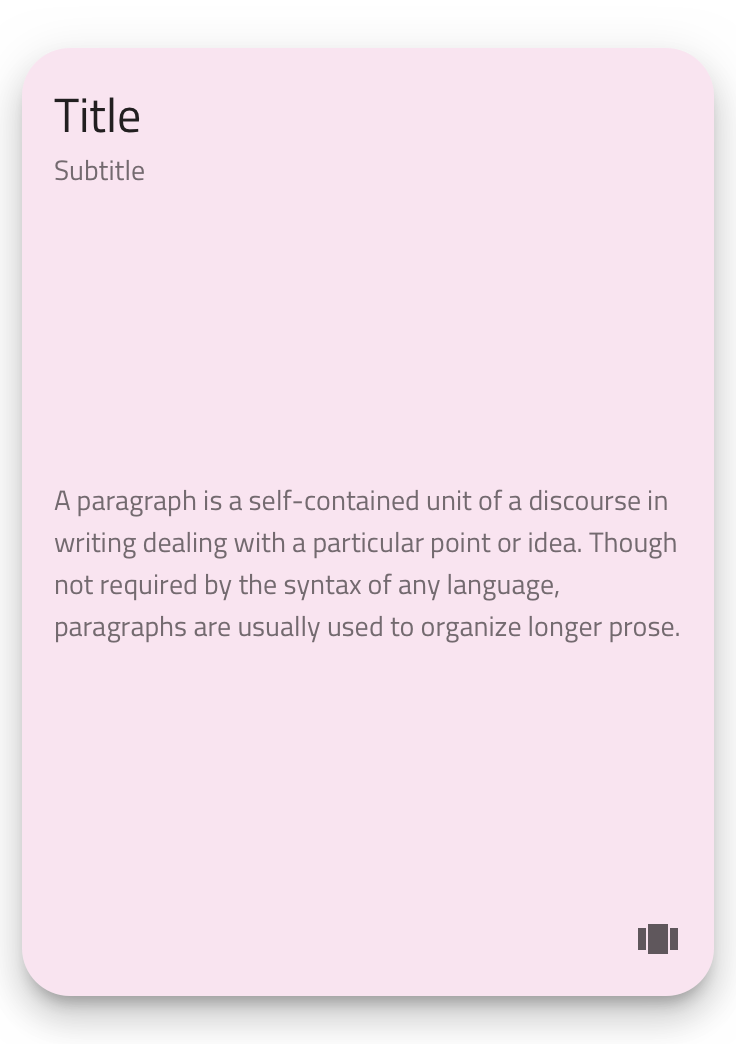 Title
Subtitle
A paragraph is a self-contained unit of a discourse in
writing dealing with a particular point or idea. Though
not required by the syntax of any language,
paragraphs are usually used to organize longer prose.